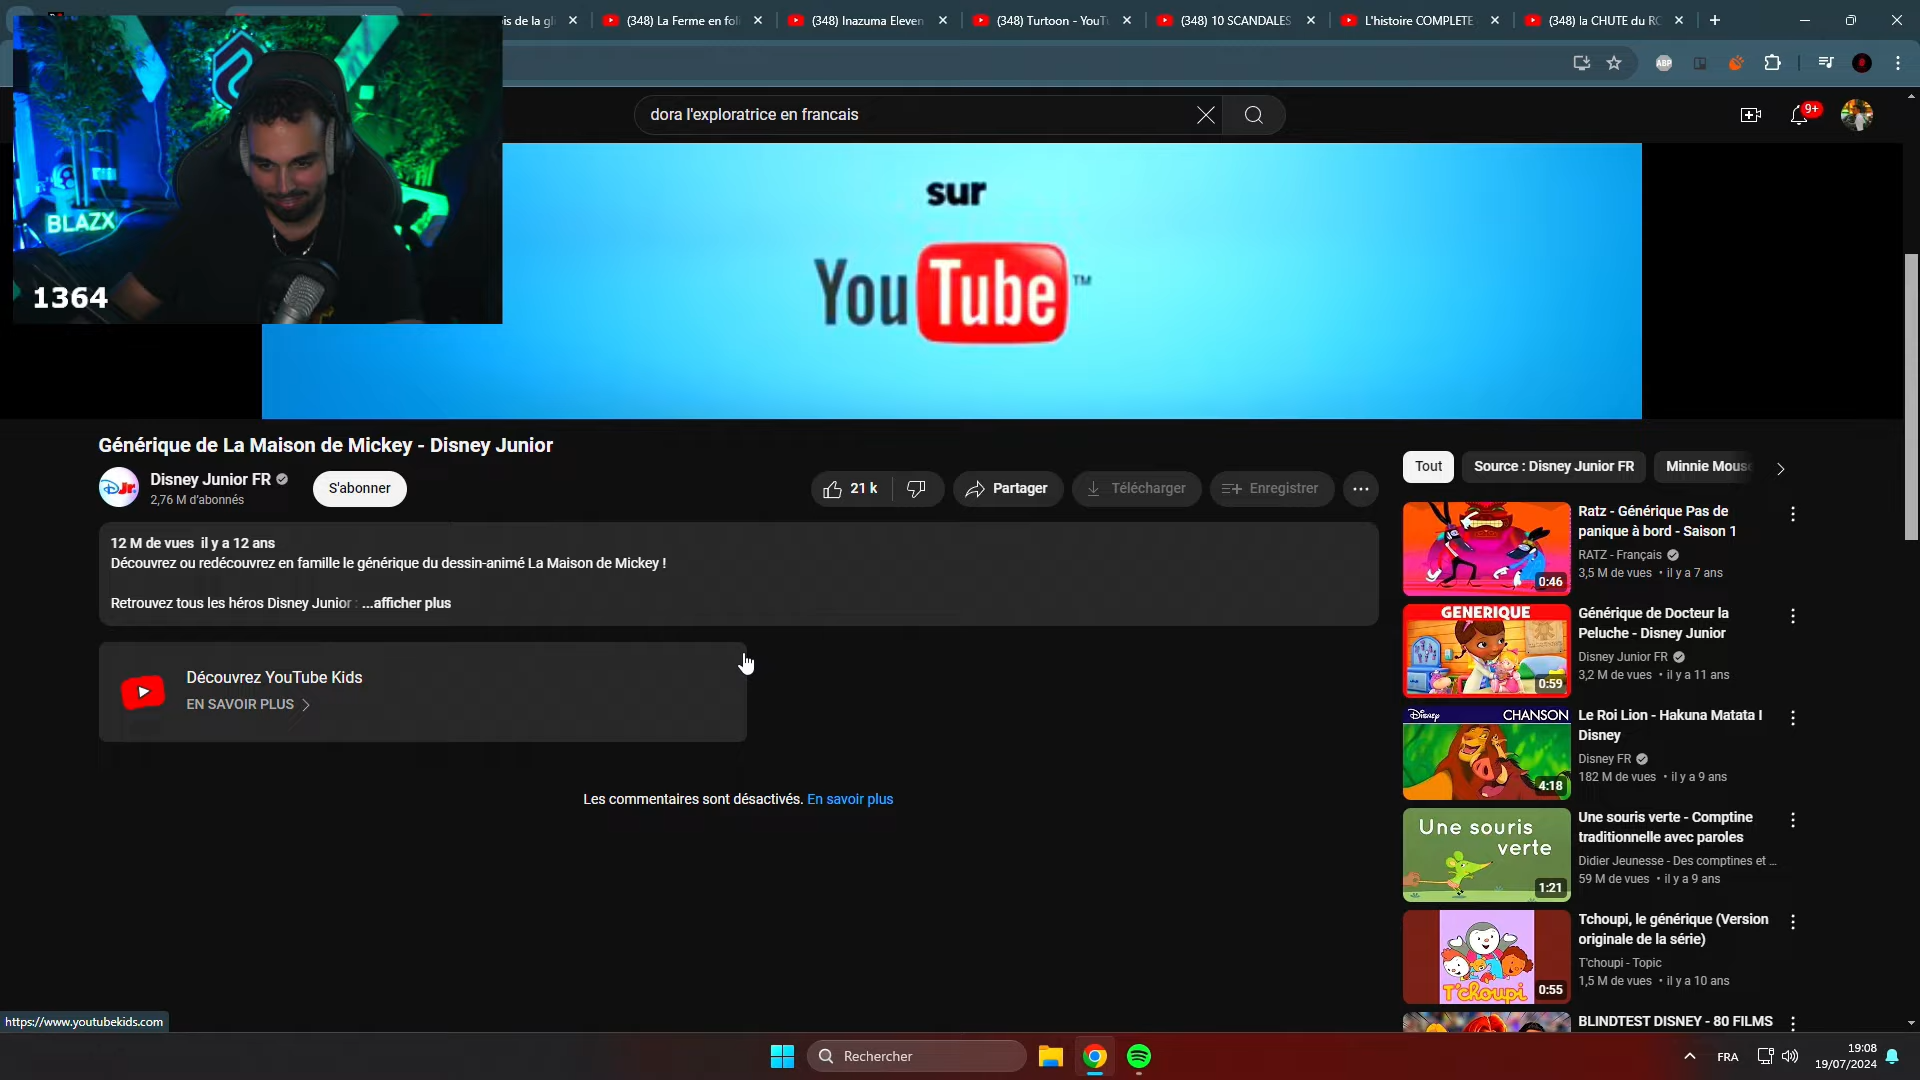 ois de la gl
(348) La Ferme en foli
(348) Inazuma Eleven
(348) Turtoon - YouTu
(348) 10 SCANDALES
L'histoire COMPLETE
(348) la CHUTE du RO
ABP
dora l'exploratrice en francais
9+
BLAZX
1364
sur
YouTube™
Générique de La Maison de Mickey - Disney Junior
DJr.
Disney Junior FR
2,76 M d'abonnés
S'abonner
21 k
Partager
Télécharger
Enregistrer
12 M de vues il y a 12 ans
Découvrez ou redécouvrez en famille le générique du dessin-animé La Maison de Mickey !
Retrouvez tous les héros Disney Junior : ...afficher plus
Découvrez YouTube Kids
EN SAVOIR PLUS
Les commentaires sont désactivés. En savoir plus
Tout
Source : Disney Junior FR
Minnie Mous
0:46
Ratz - Générique Pas de
panique à bord - Saison 1
RATZ - Français
3,5 M de vues • il y a 7 ans
GENERIQUE
0:59
Générique de Docteur la
Peluche - Disney Junior
Disney Junior FR
3,2 M de vues • il y a 11 ans
Disney
CHANSON
4:18
Le Roi Lion - Hakuna Matata I
Disney
Disney FR
182 M de vues • il y a 9 ans
Une souris
verte
1:21
Une souris verte - Comptine
traditionnelle avec paroles
Didier Jeunesse - Des comptines et ...
59 M de vues • il y a 9 ans
T'choupi
0:55
Tchoupi, le générique (Version
originale de la série)
T'choupi - Topic
1,5 M de vues • il y a 10 ans
BLINDTEST DISNEY - 80 FILMS
https://www.youtubekids.com
Rechercher
FRA
19:08
19/07/2024